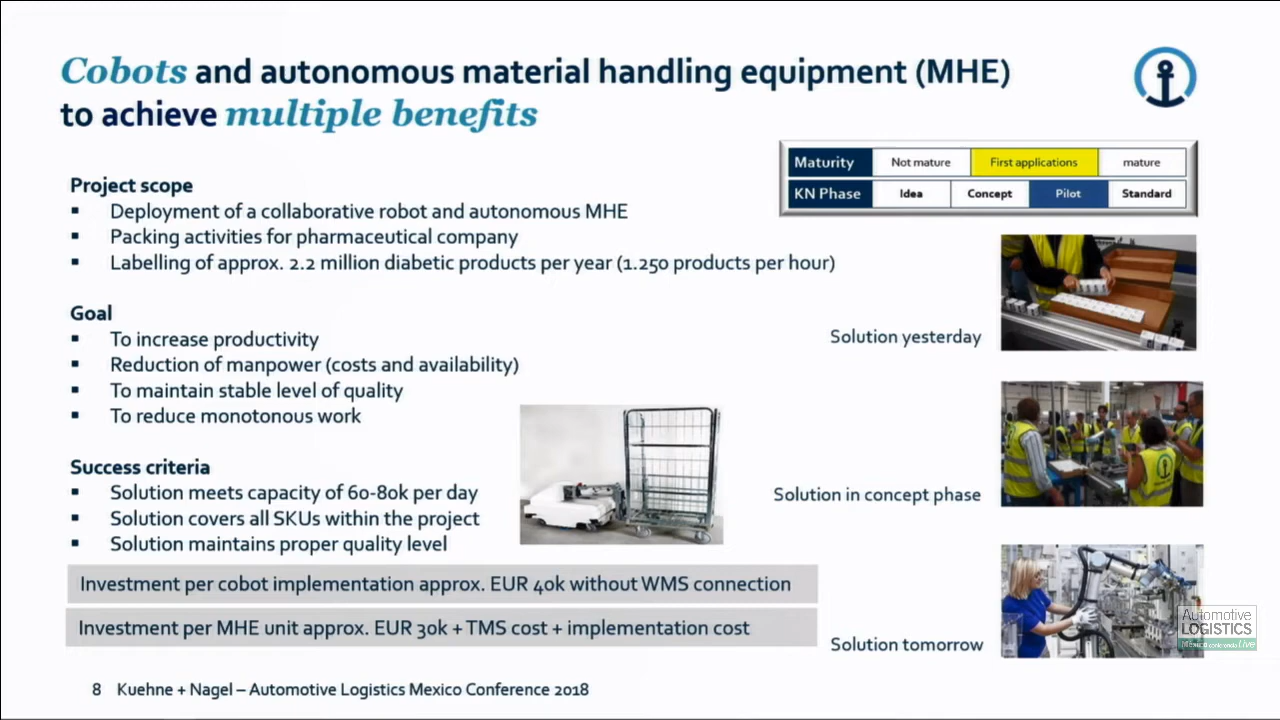 Cobots and autonomous material handling equipment (MHE)
to achieve multiple benefits
Maturity Not mature First applications mature
KN Phase Idea Concept Pilot Standard
Project scope
▪ Deployment of a collaborative robot and autonomous MHE
▪ Packing activities for pharmaceutical company
▪ Labelling of approx. 2.2 million diabetic products per year (1.250 products per hour)
Goal
▪ To increase productivity
▪ Reduction of manpower (costs and availability)
▪ To maintain stable level of quality
▪ To reduce monotonous work
Success criteria
▪ Solution meets capacity of 60-80k per day
▪ Solution covers all SKUs within the project
▪ Solution maintains proper quality level
Investment per cobot implementation approx. EUR 40k without WMS connection
Investment per MHE unit approx. EUR 30k + TMS cost + implementation cost
Solution yesterday
Solution in concept phase
Solution tomorrow
Automotive
LOGISTICS
México conferencia Live
8 Kuehne + Nagel – Automotive Logistics Mexico Conference 2018